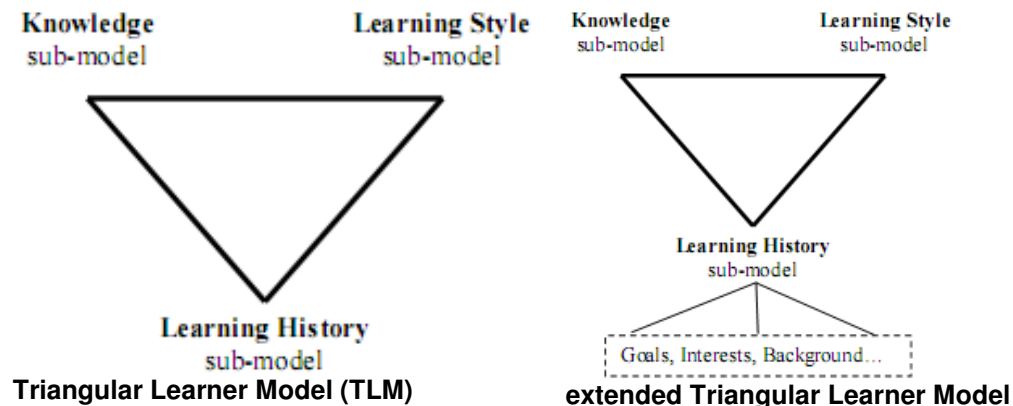 Knowledge
sub-model
Learning Style
sub-model
Learning History
sub-model
Triangular Learner Model (TLM)
Knowledge
sub-model
Learning Style
sub-model
Learning History
sub-model
Goals, Interests, Background...
extended Triangular Learner Model